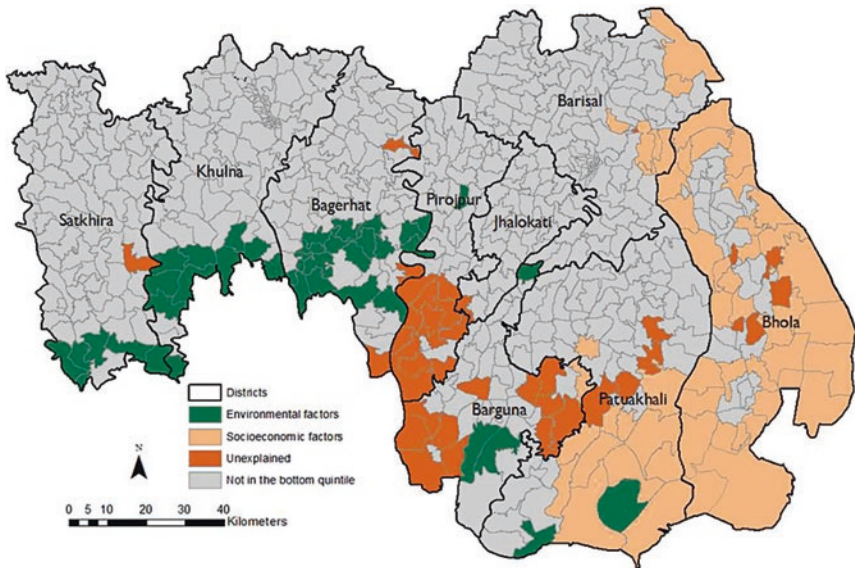 Barisal
Khulna
Bagerhat
Pirojpur
Satkhira
Jhalokati
Bhola
Patuakhali
Barguna
Districts
Environmental factors
Socioeconomic factors
Unexplained
Not in the bottom quintile
N
0 5 10 20 30 40
Kilometers